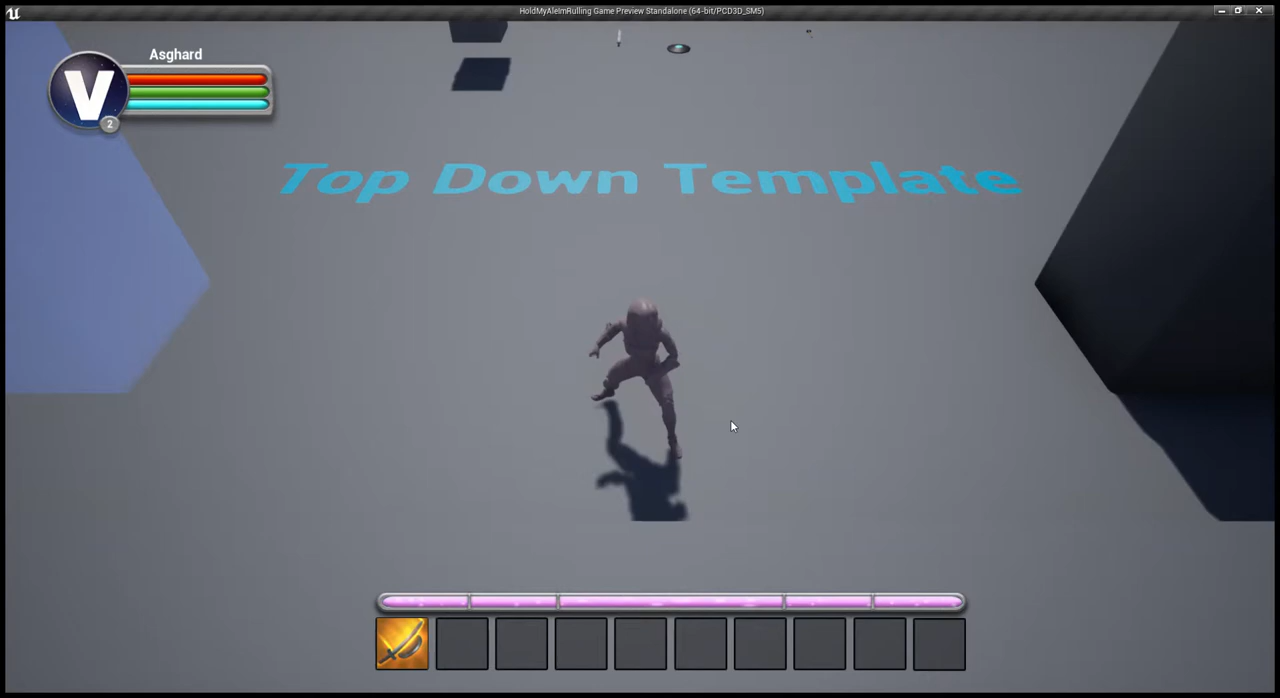 HoldMyAleImRulling Game Preview Standalone (64-bit/PCD3D_SM5)
Asghard
V
2
Top Down Template